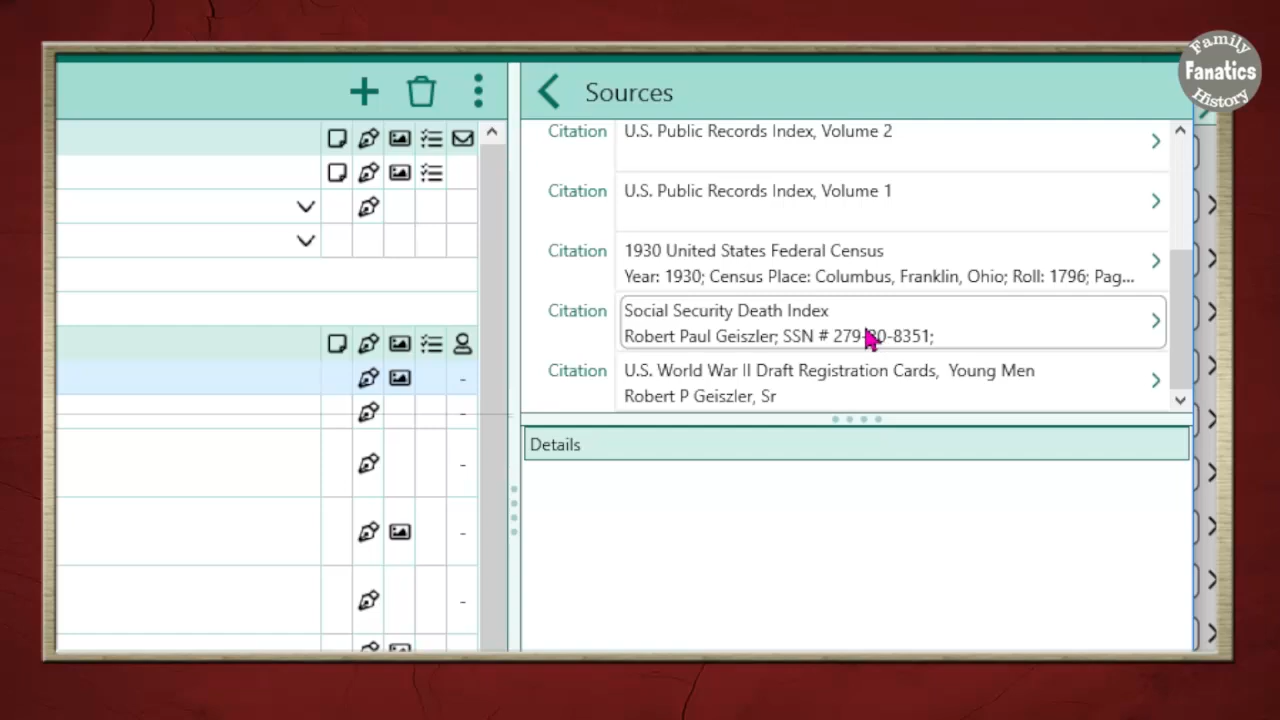 Family
Fanatics
History
Sources
Citation
U.S. Public Records Index, Volume 2
Citation
U.S. Public Records Index, Volume 1
Citation
1930 United States Federal Census
Year: 1930; Census Place: Columbus, Franklin, Ohio; Roll: 1796; Pag...
Citation
Social Security Death Index
Robert Paul Geiszler; SSN # 0-8351;
Citation
U.S. World War II Draft Registration Cards, Young Men
Robert P Geiszler, Sr
Details